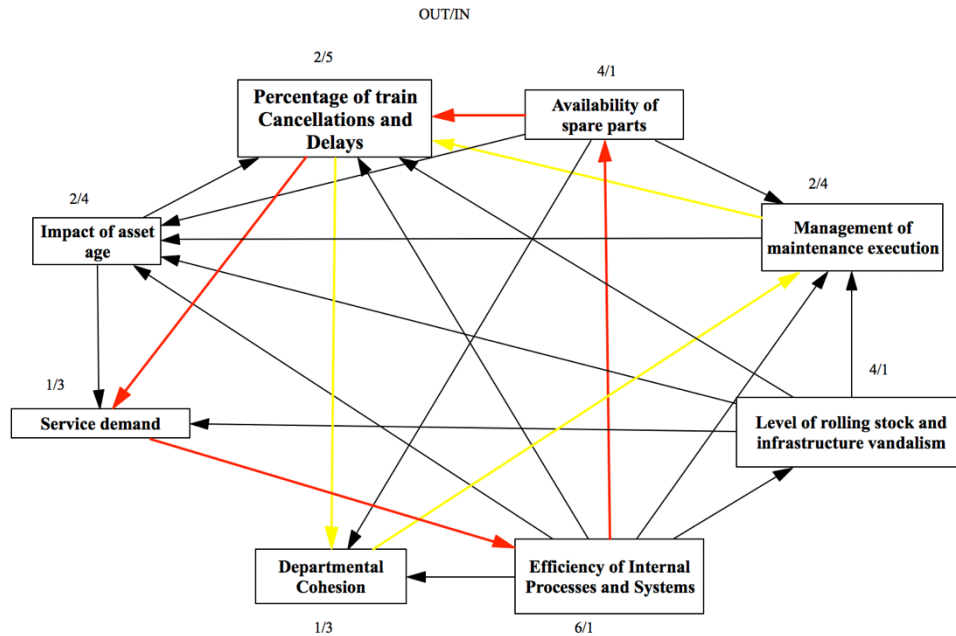 OUT/IN
2/5
Percentage of train
Cancellations and
Delays
4/1
Availability of
spare parts
2/4
Impact of asset
age
2/4
Management of
maintenance execution
1/3
Service demand
4/1
Level of rolling stock and
infrastructure vandalism
Departmental
Cohesion
1/3
Efficiency of Internal
Processes and Systems
6/1